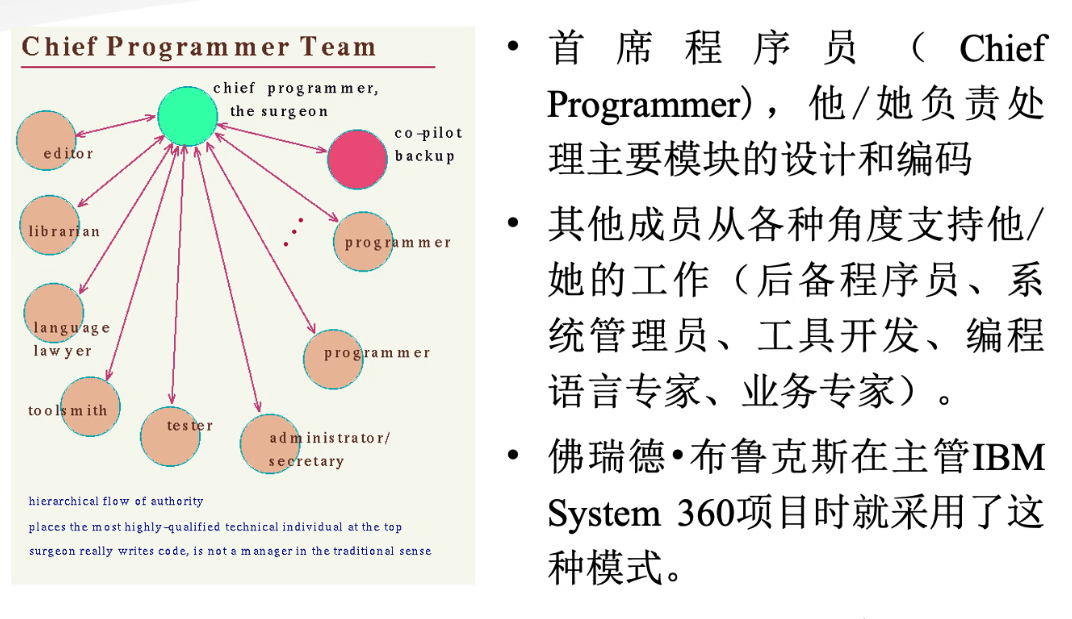 Chief Programmer Team
chief programmer,
the surgeon
co-pilot
backup
editor
librarian
programmer
language
lawyer
programmer
toolsmith
tester
administrator/
secretary
hierarchical flow of authority
places the most highly-qualified technical individual at the top
surgeon really writes code, is not a manager in the traditional sense
• 首席程序员（Chief
Programmer），他/她负责处
理主要模块的设计和编码
• 其他成员从各种角度支持他/
她的工作（后备程序员、系
统管理员、工具开发、编程
语言专家、业务专家）。
• 佛瑞德•布鲁克斯在主管IBM
System 360项目时就采用了这
种模式。